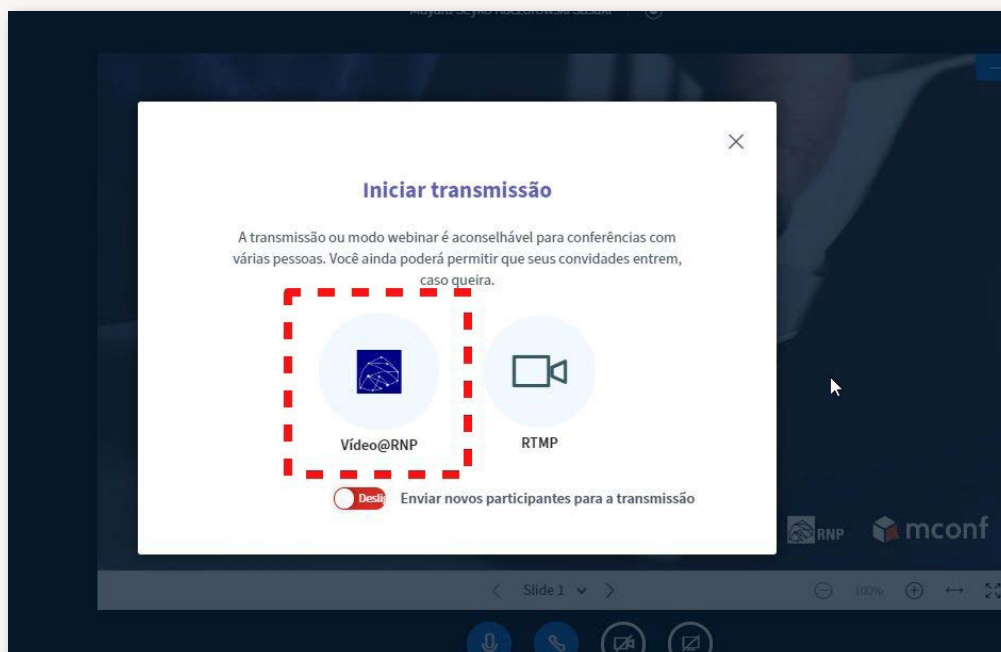 Iniciar transmissão
A transmissão ou modo webinar é aconselhável para conferências com
várias pessoas. Você ainda poderá permitir que seus convidades entrem,
caso queira.
Vídeo@RNP
RTMP
Enviar novos participantes para a transmissão
RNP
mconf
Slide 1
100%